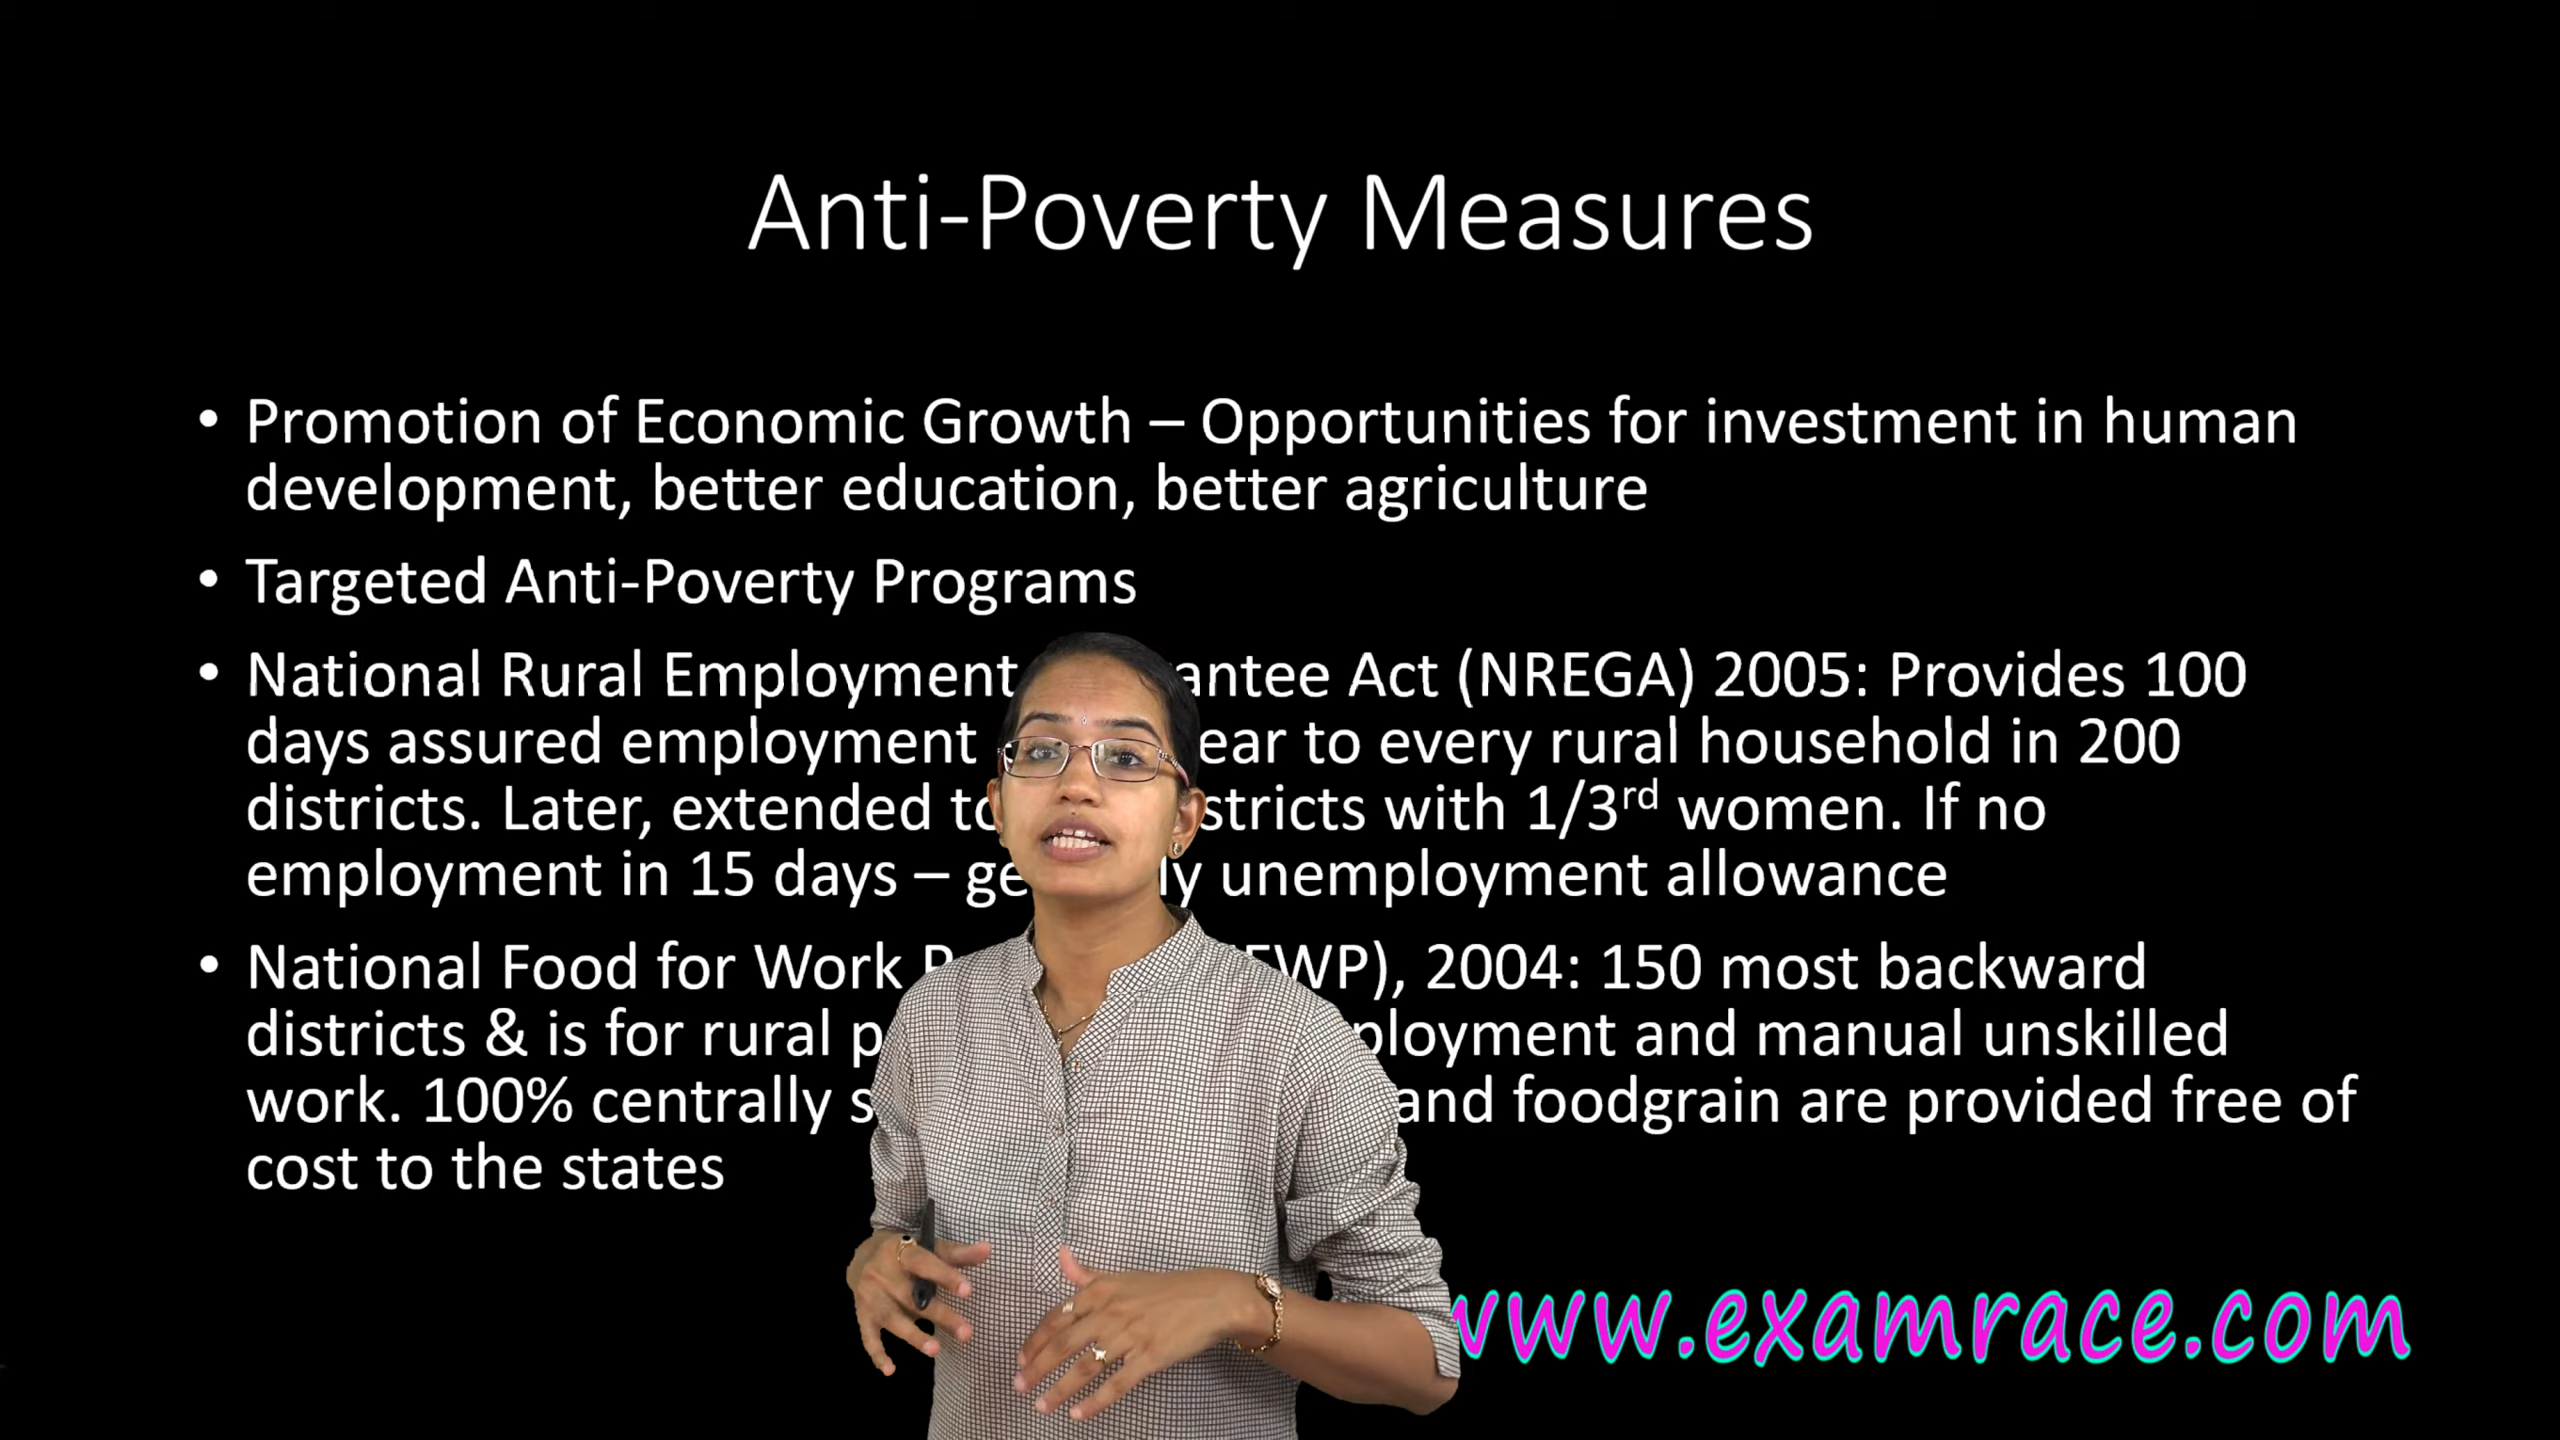 Anti-Poverty Measures
• Promotion of Economic Growth – Opportunities for investment in human
development, better education, better agriculture
• Targeted Anti-Poverty Programs
• National Rural Employment antee Act (NREGA) 2005: Provides 100
days assured employment ear to every rural household in 200
districts. Later, extended to stricts with 1/3rd women. If no
employment in 15 days – ge ly unemployment allowance
• National Food for Work FWP), 2004: 150 most backward
districts & is for rural p ployment and manual unskilled
work. 100% centrally s and foodgrain are provided free of
cost to the states
www.examrace.com